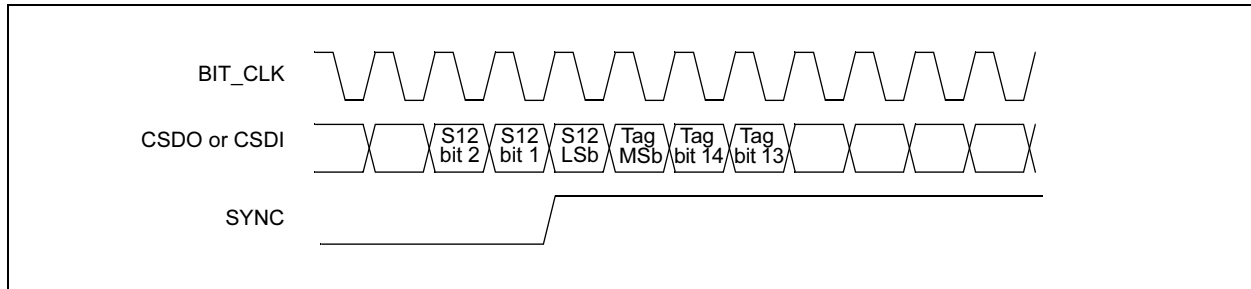 BIT_CLK
CSDO or CSDI
S12 bit 2
S12 bit 1
S12 LSb
Tag MSb
Tag bit 14
Tag bit 13
SYNC